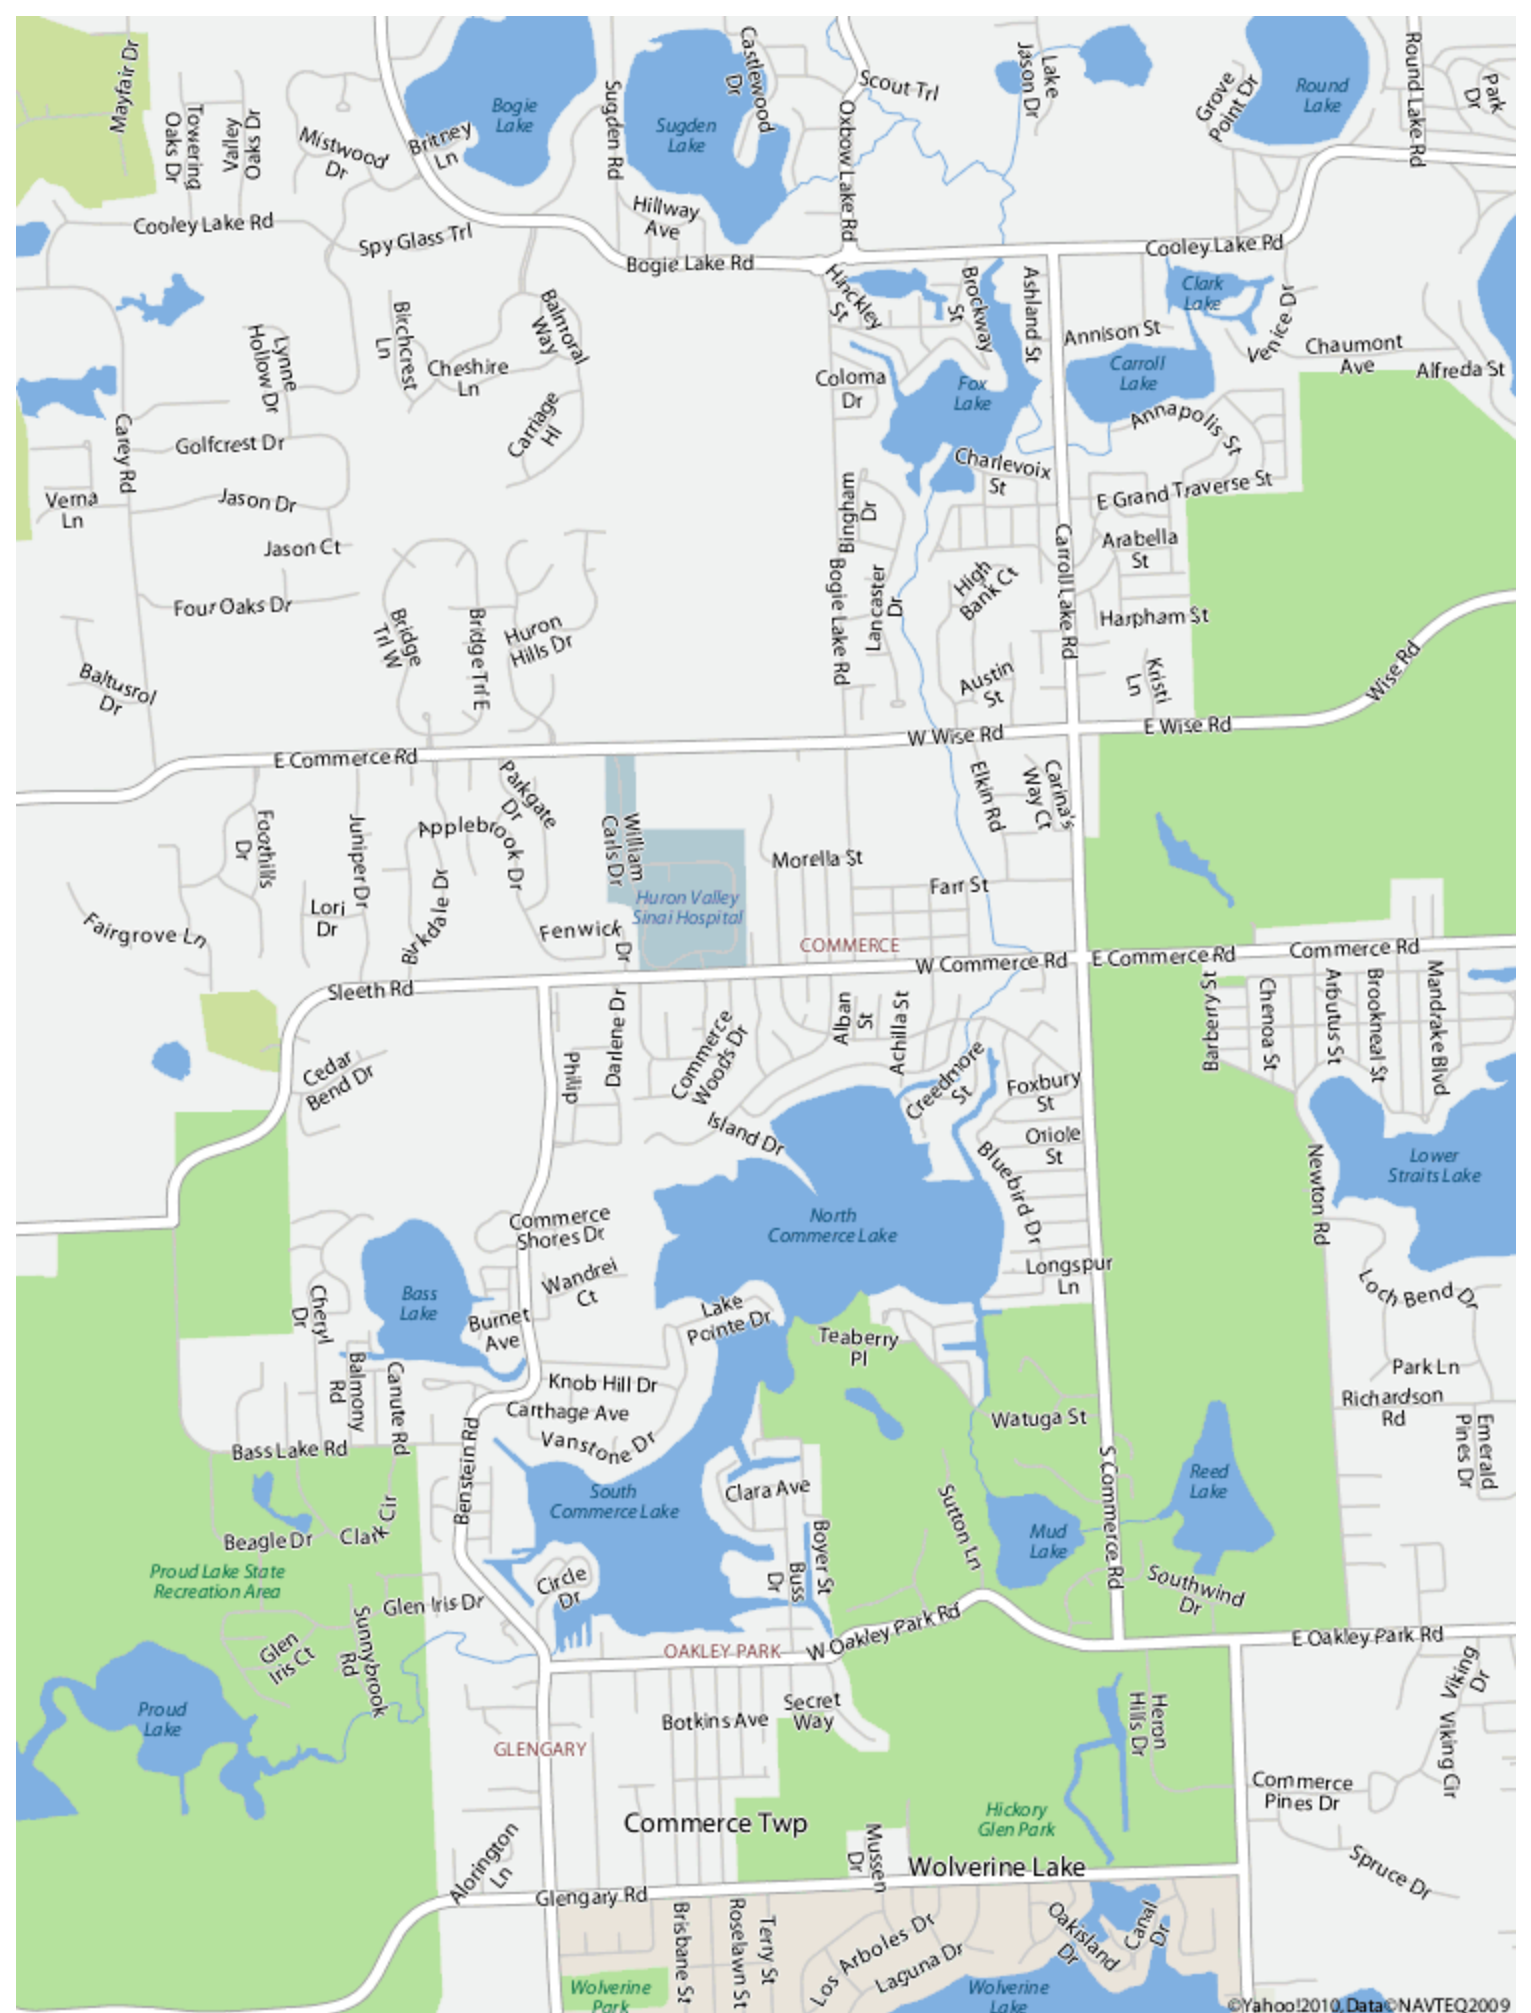 Mayfair Dr
Towering
Oaks Dr
Valley
Oaks Dr
Mistwood
Dr
Britney
Ln
Bogie
Lake
Sugden Rd
Sugden
Lake
Castlewood
Dr
Scout Trl
Oxbow Lake Rd
Lake
Jason Dr
Grove
Point Dr
Round
Lake
Round Lake Rd
Park
Dr
Cooley Lake Rd
Spy Glass Trl
Hillway
Ave
Bogie Lake Rd
Cooley Lake Rd
Hinckley
St
Brockway
St
Ashland St
Clark
Lake
Venice Dr
Annison St
Chaumont
Ave
Alfreda St
Lynne
Hollow Dr
Birchcrest
Ln
Balmoral
Way
Cheshire
Ln
Coloma
Dr
Fox
Lake
Carroll
Lake
Carriage
Hl
Annapolis St
Carey Rd
Golfcrest Dr
Charlevoix
St
E Grand Traverse St
Verna
Ln
Jason Dr
Bingham
Dr
Jason Ct
Carroll Lake Rd
Arabella
St
Four Oaks Dr
Bogie Lake Rd
Lancaster
Dr
High
Bank Ct
Harpham St
Bridge
Trl W
Bridge Trl E
Huron
Hills Dr
Baltusrol
Dr
Austin
St
Kristi
Ln
Wise Rd
E Commerce Rd
W Wise Rd
E Wise Rd
Parkgate
Dr
Elkin Rd
Carina's
Way Ct
Foothills
Dr
Juniper Dr
Applebrook Dr
William
Carls Dr
Morella St
Farr St
Lori
Dr
Birkdale Dr
Huron Valley
Sinai Hospital
Fairgrove Ln
Fenwick Dr
COMMERCE
W Commerce Rd
E Commerce Rd
Commerce Rd
Sleeth Rd
Alban
St
Achilla St
Barberry St
Chenoa St
Arbutus St
Brookneal St
Mandrake Blvd
Cedar
Bend Dr
Philip
Darlene Dr
Commerce
Woods Dr
Creedmore
St
Foxbury
St
Island Dr
Oriole
St
Bluebird Dr
Newton Rd
Lower
Straits Lake
Commerce
Shores Dr
North
Commerce Lake
Wandrei
Ct
Longspur
Ln
Loch Bend Dr
Bass
Lake
Cheryl
Dr
Burnet
Ave
Lake
Pointe Dr
Teaberry
Pl
Balmony
Rd
Canute Rd
Knob Hill Dr
Park Ln
Carthage Ave
Richardson
Rd
Watuga St
Bass Lake Rd
Vanstone Dr
Benstein Rd
S Commerce Rd
Emerald
Pines Dr
South
Commerce Lake
Clara Ave
Reed
Lake
Sutton Ln
Beagle Dr
Clark Cir
Mud
Lake
Boyer St
Buss
Dr
Proud Lake State
Recreation Area
Circle
Dr
Southwind
Dr
Glen Iris Dr
Sunnybrook
Rd
Glen
Iris Ct
OAKLEY PARK
W Oakley Park Rd
E Oakley Park Rd
Viking
Dr
Proud
Lake
Botkins Ave
Secret
Way
Heron
Hills Dr
Viking Cir
GLENGARY
Commerce
Pines Dr
Commerce Twp
Hickory
Glen Park
Mussen
Dr
Wolverine Lake
Spruce Dr
Alorington
Ln
Glengary Rd
Brisbane St
Roselawn St
Terry St
Los Arboles Dr
Laguna Dr
Oakisland
Dr
Canal
Dr
Wolverine
Park
Wolverine
Lake
©Yahoo!2010, Data©NAVTEQ2009